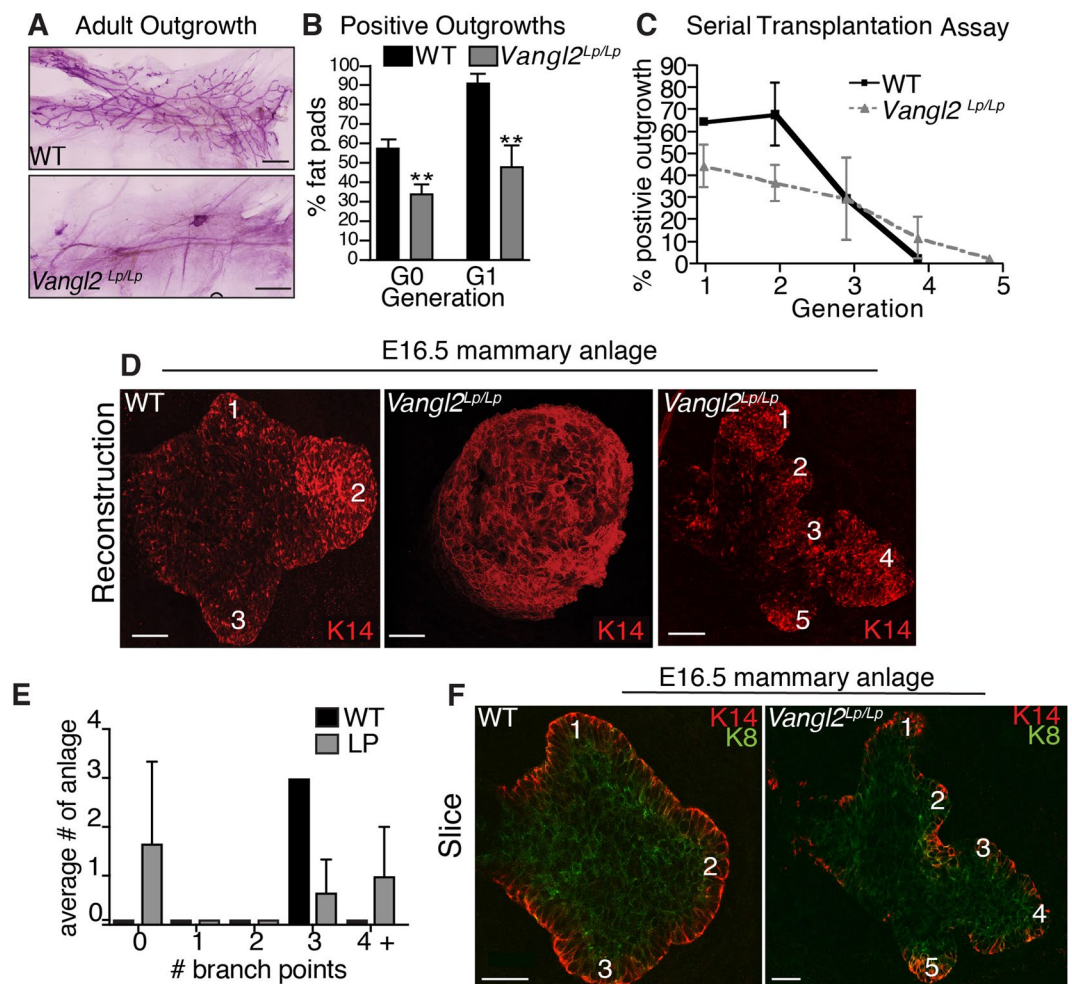 A Adult Outgrowth
WT
Vangl2 Lp/Lp
B Positive Outgrowths
WT Vangl2Lp/Lp
% fat pads
100
90
80
70
60
50
40
30
20
10
0
**
**
G0 G1
Generation
C Serial Transplantation Assay
WT
Vangl2 Lp/Lp
% postivie outgrowth
90
80
70
60
50
40
30
20
10
0
1 2 3 4 5
Generation
D E16.5 mammary anlage
Reconstruction
WT
1
2
3
K14
Vangl2Lp/Lp
K14
Vangl2Lp/Lp
1
2
3
4
5
K14
E
WT
LP
average # of anlage
4
3
2
1
0
0 1 2 3 4 +
# branch points
F E16.5 mammary anlage
Slice
WT
K14
K8
1
2
3
Vangl2Lp/Lp
K14
K8
1
2
3
4
5